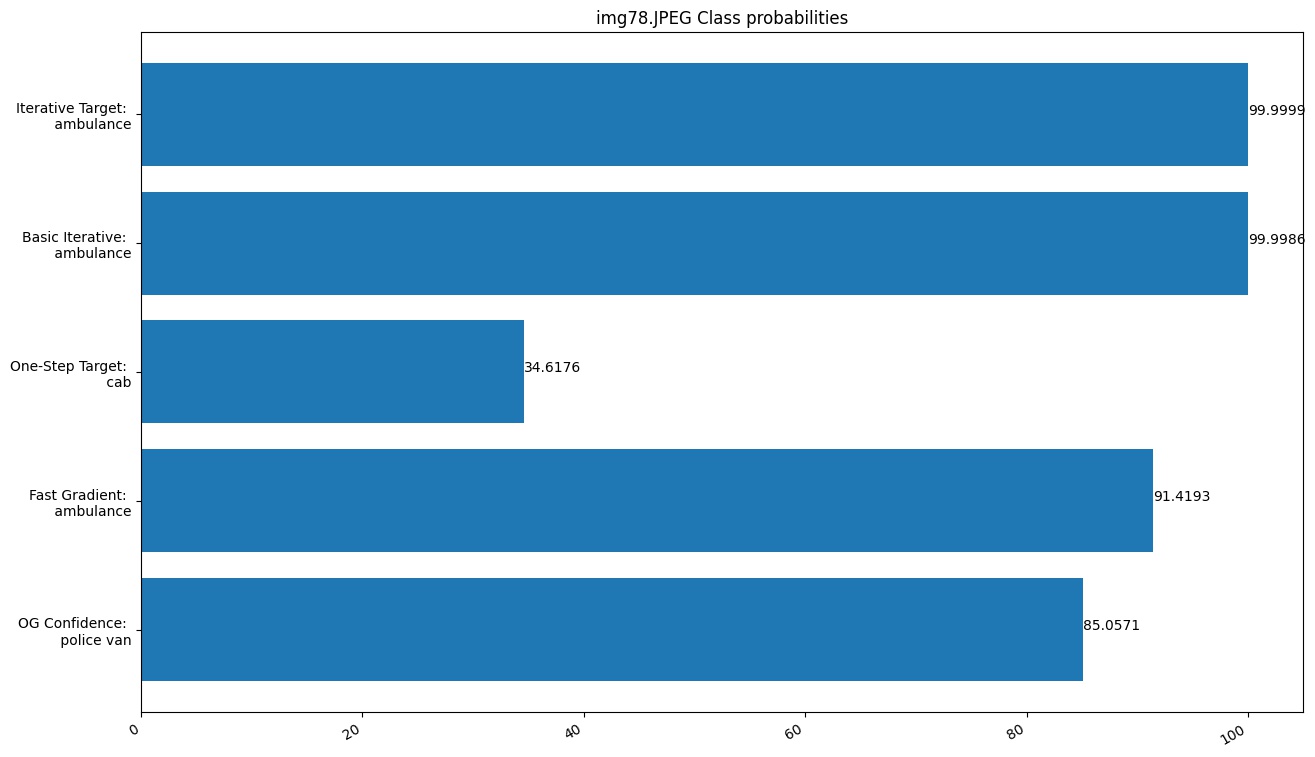 img78.JPEG Class probabilities
Iterative Target:
ambulance
99.9999
Basic Iterative:
ambulance
99.9986
One-Step Target:
cab
34.6176
Fast Gradient:
ambulance
91.4193
OG Confidence:
police van
85.0571
0 20 40 60 80 100